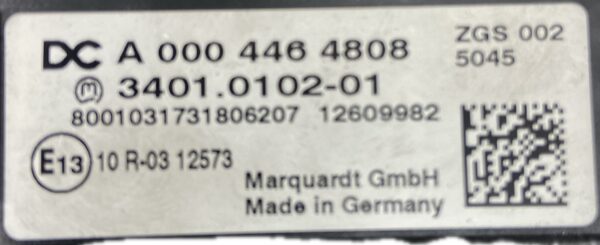 DC A 000 446 4808
ZGS 002
5045
m 3401.0102-01
8001031731806207 12609982
E13 10 R-03 12573
Marquardt GmbH
Made in Germany